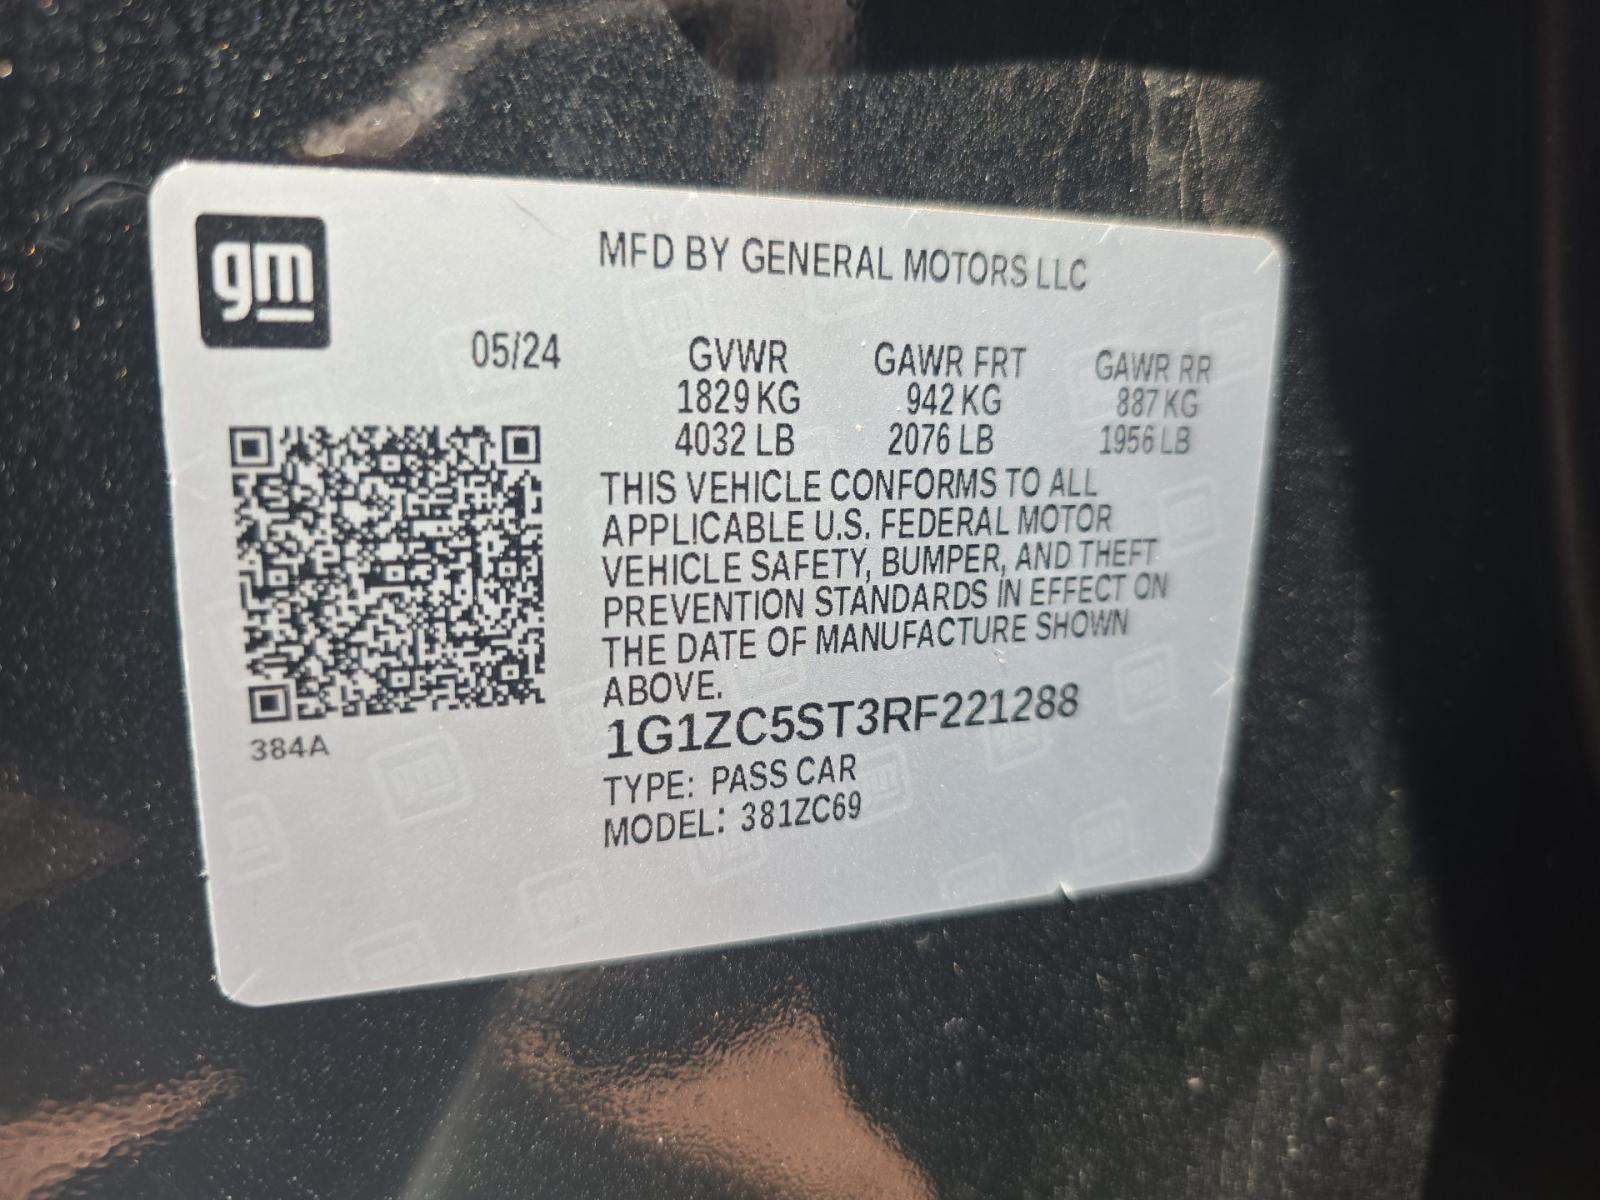 gm
MFD BY GENERAL MOTORS LLC
05/24 GVWR GAWR FRT GAWR RR
1829 KG 942 KG 887 KG
4032 LB 2076 LB 1956 LB
THIS VEHICLE CONFORMS TO ALL
APPLICABLE U.S. FEDERAL MOTOR
VEHICLE SAFETY, BUMPER, AND THEFT
PREVENTION STANDARDS IN EFFECT ON
THE DATE OF MANUFACTURE SHOWN
ABOVE.
1G1ZC5ST3RF221288
384A
TYPE: PASS CAR
MODEL: 381ZC69